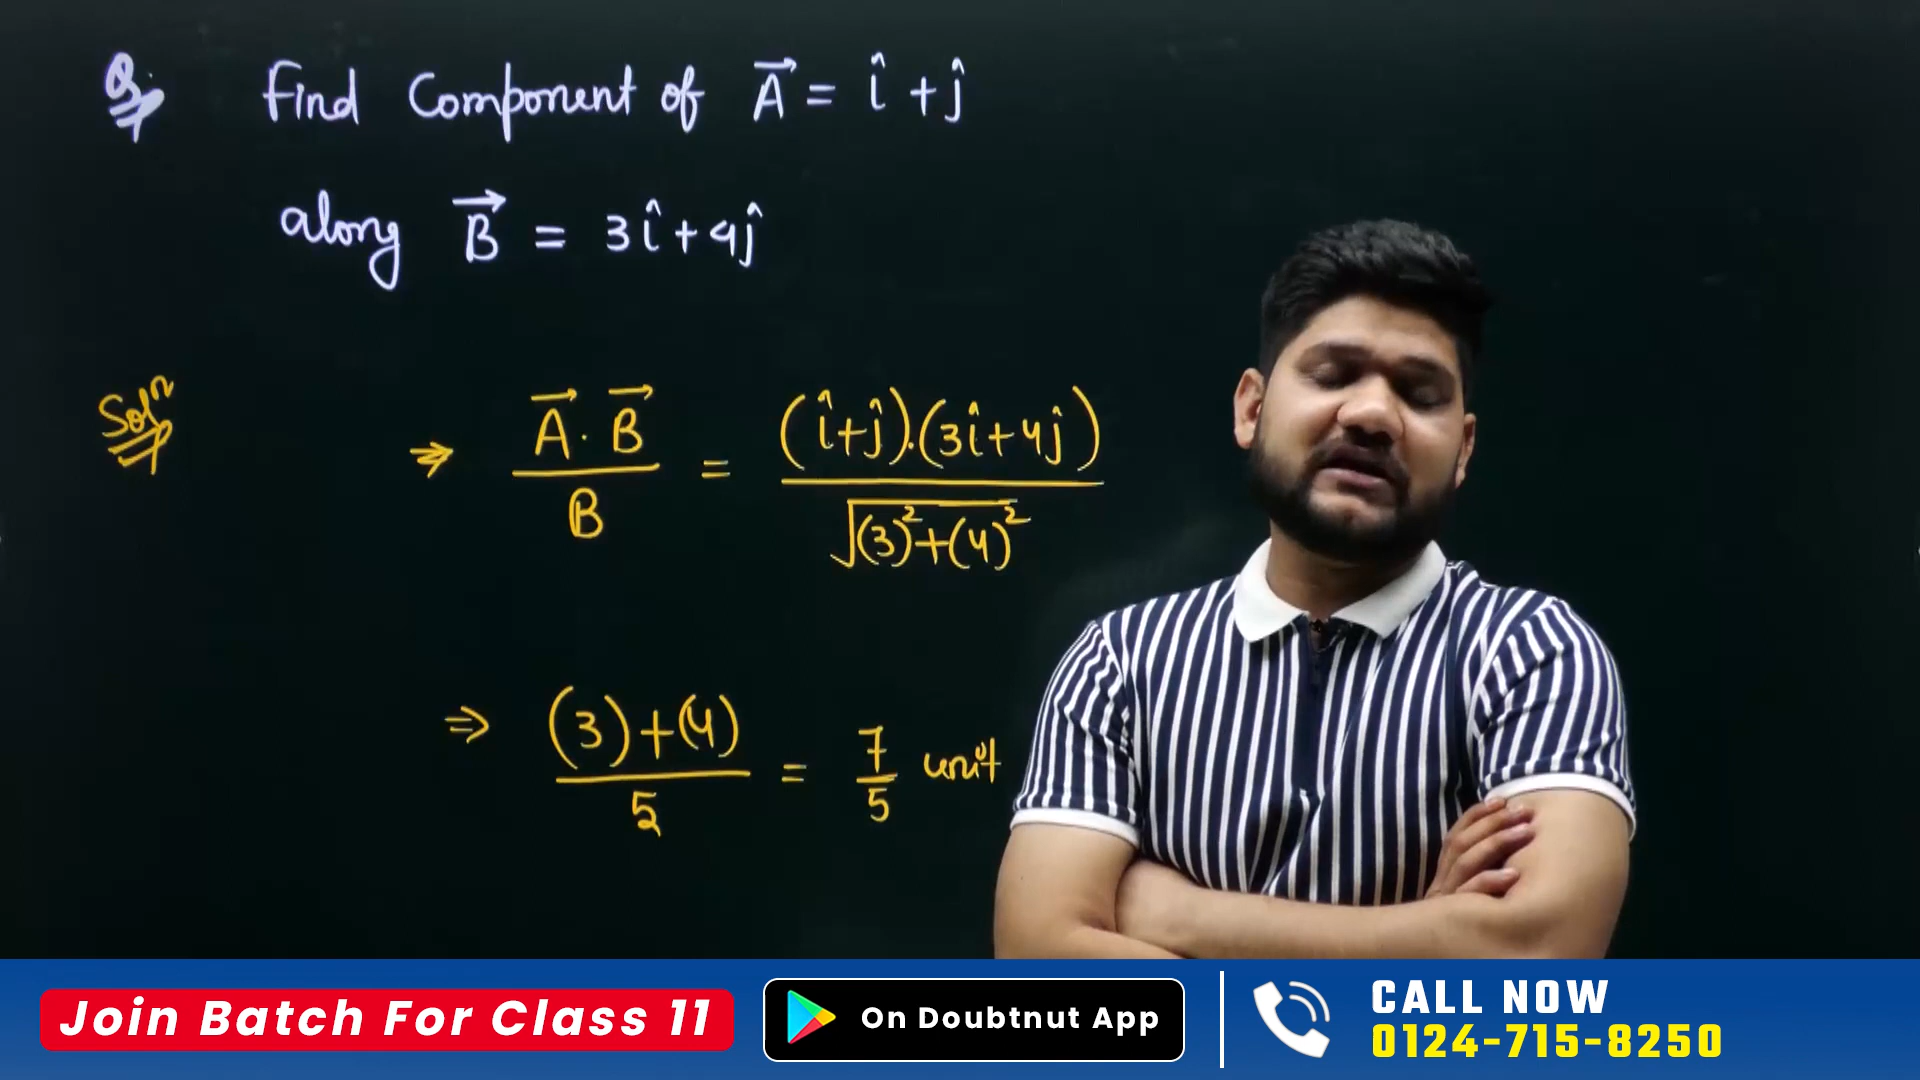 Q. Find Component of A⃗ = î + ĵ
along B⃗ = 3î + 4ĵ
Solⁿ
⇒ A⃗ · B⃗ / B = (î+ĵ).(3î+4ĵ) / √(3)²+(4)²
⇒ (3)+(4) / 5 = 7/5 unit
Join Batch For Class 11
On Doubtnut App
CALL NOW
0124-715-8250